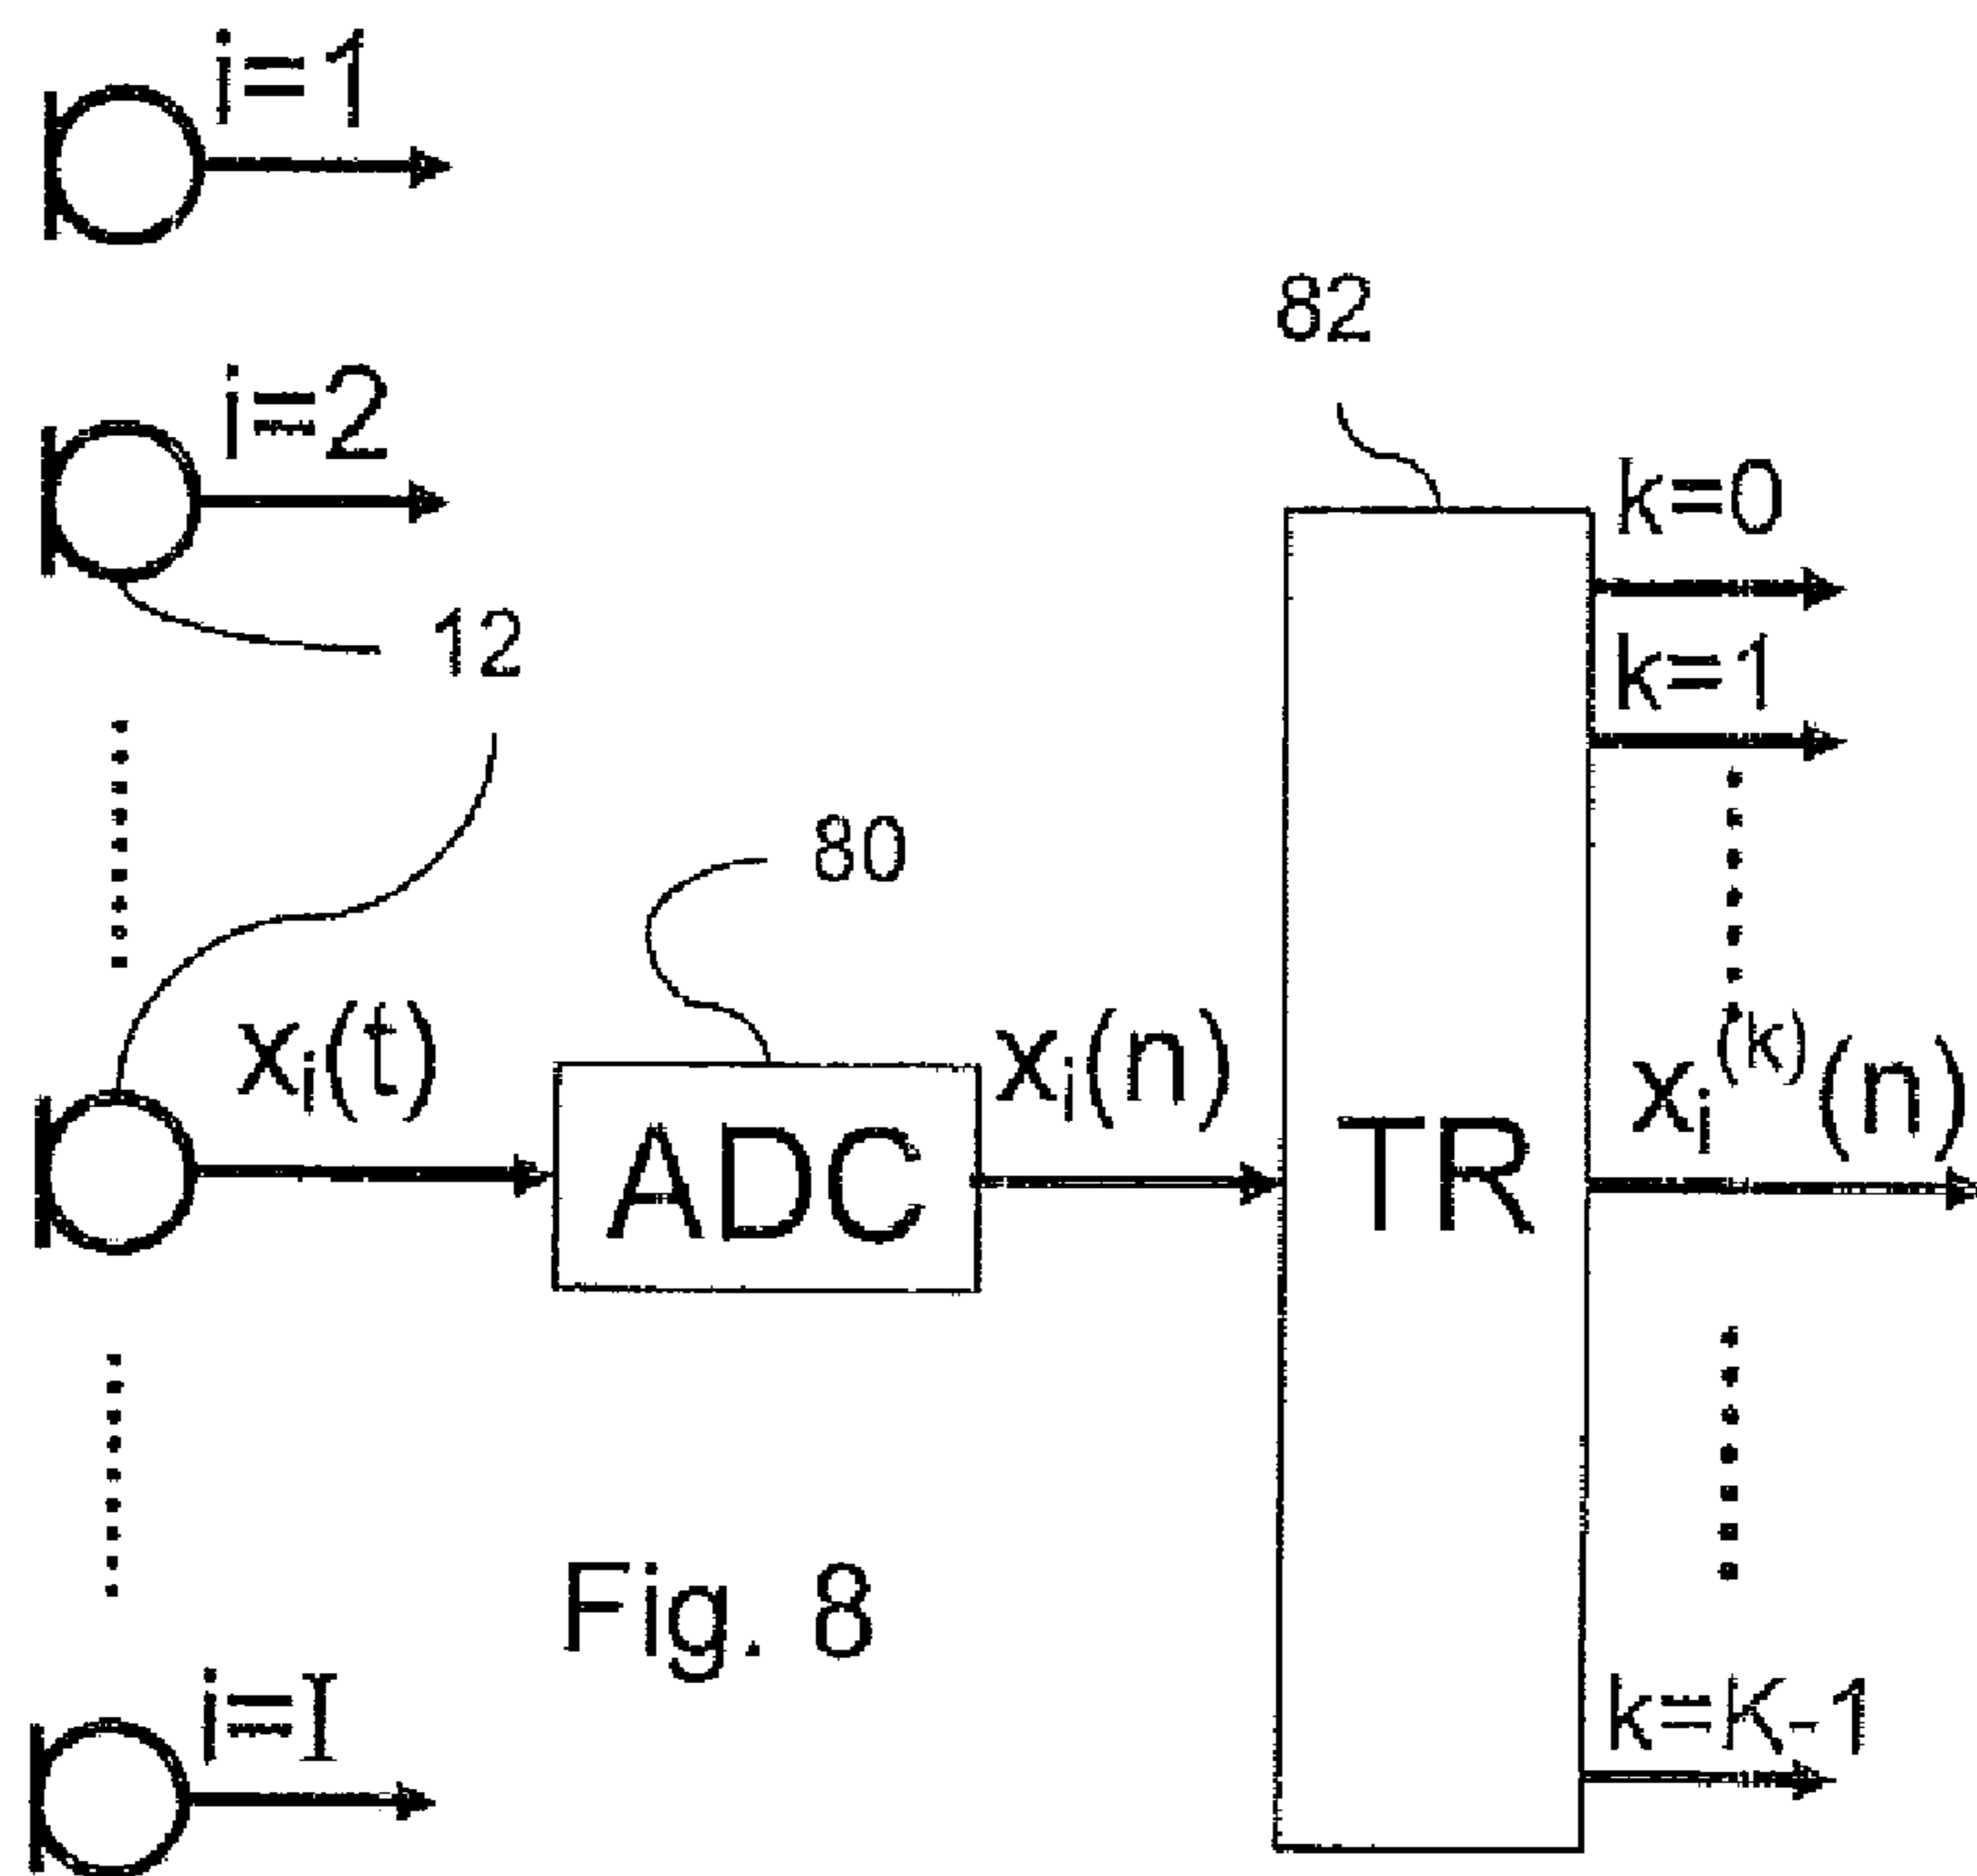 i=1
82
i=2
k=0
12
k=1
80
xᵢ(t)
xᵢ(n)
xᵢ⁽ᵏ⁾(n)
ADC
TR
Fig. 8
i=I
k=K-1